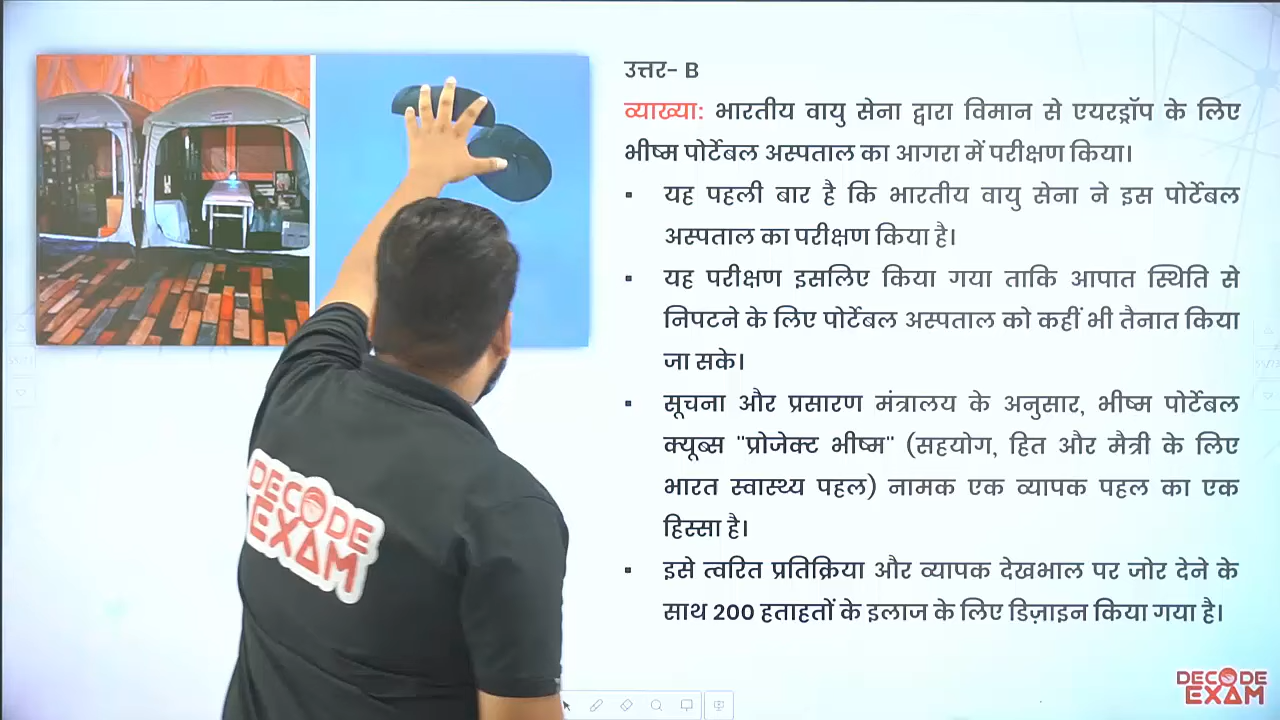 उत्तर- B
व्याख्या: भारतीय वायु सेना द्वारा विमान से एयरड्रॉप के लिए
भीष्म पोर्टेबल अस्पताल का आगरा में परीक्षण किया।
▪ यह पहली बार है कि भारतीय वायु सेना ने इस पोर्टेबल
अस्पताल का परीक्षण किया है।
▪ यह परीक्षण इसलिए किया गया ताकि आपात स्थिति से
निपटने के लिए पोर्टेबल अस्पताल को कहीं भी तैनात किया
जा सके।
▪ सूचना और प्रसारण मंत्रालय के अनुसार, भीष्म पोर्टेबल
क्यूब्स "प्रोजेक्ट भीष्म" (सहयोग, हित और मैत्री के लिए
भारत स्वास्थ्य पहल) नामक एक व्यापक पहल का एक
हिस्सा है।
▪ इसे त्वरित प्रतिक्रिया और व्यापक देखभाल पर जोर देने के
साथ 200 हताहतों के इलाज के लिए डिज़ाइन किया गया है।
DECODE
EXAM
DECODE
EXAM